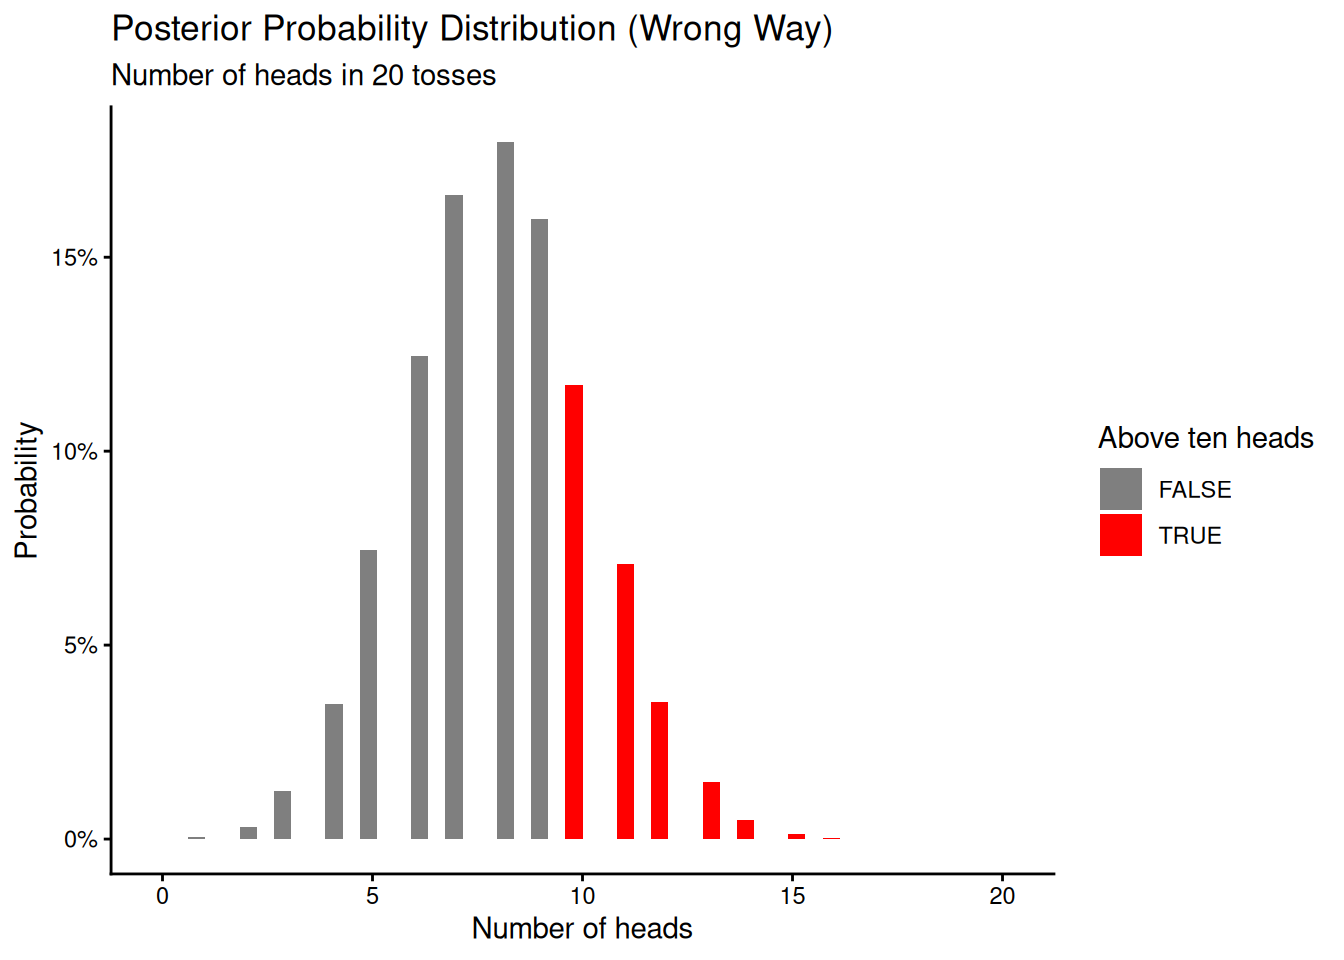 Posterior Probability Distribution (Wrong Way)
Number of heads in 20 tosses
Probability
15%
10%
5%
0%
0 5 10 15 20
Number of heads
Above ten heads
FALSE
TRUE